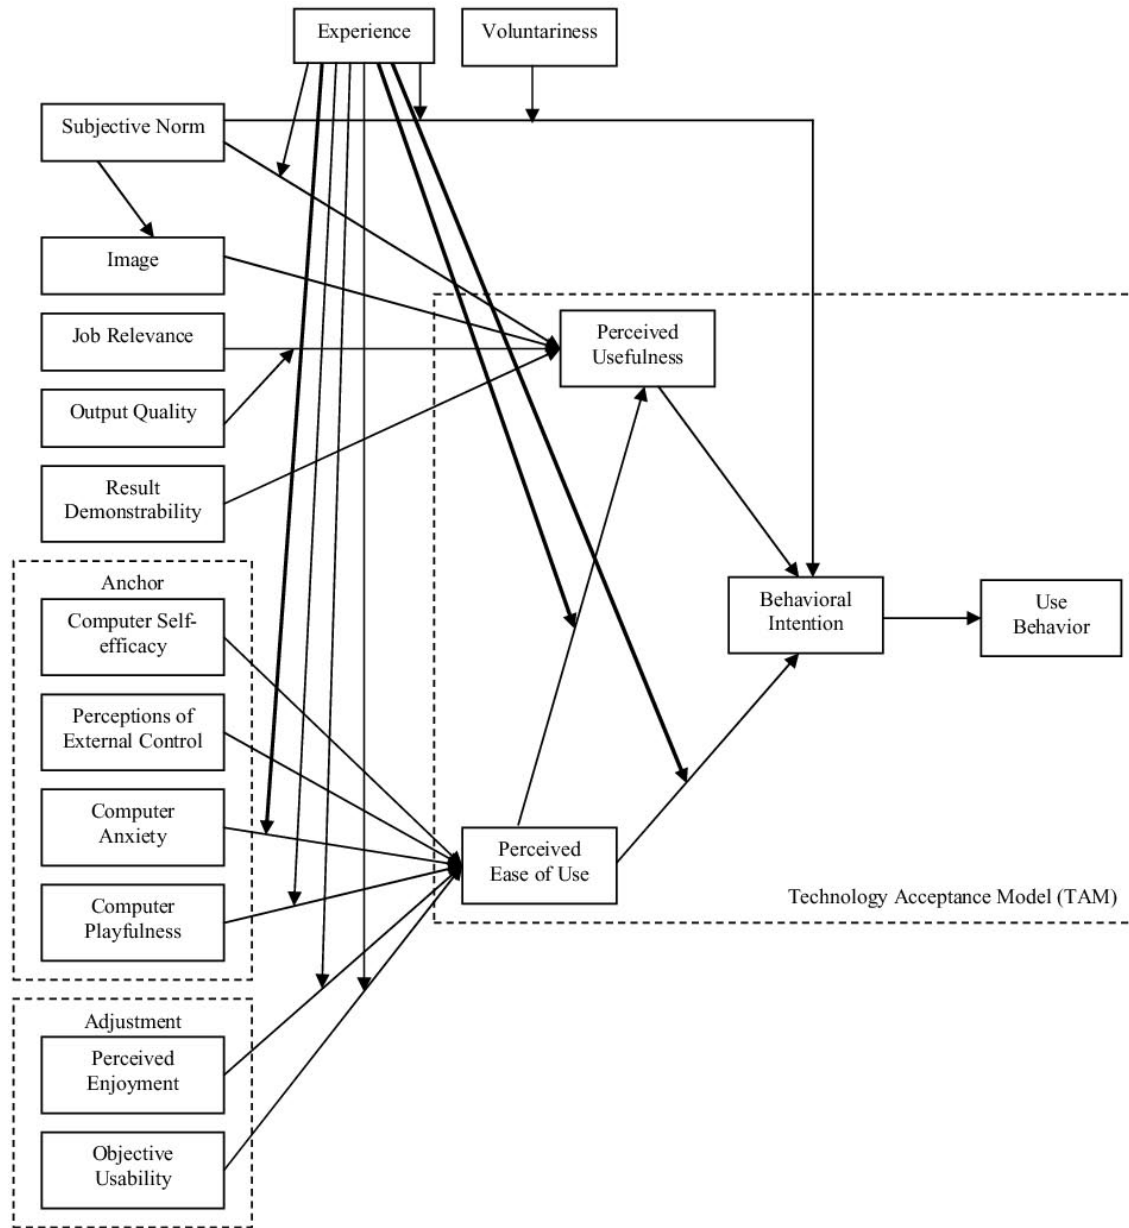 Experience
Voluntariness
Subjective Norm
Image
Job Relevance
Output Quality
Result
Demonstrability
Anchor
Computer Self-
efficacy
Perceptions of
External Control
Computer
Anxiety
Computer
Playfulness
Adjustment
Perceived
Enjoyment
Objective
Usability
Perceived
Usefulness
Perceived
Ease of Use
Behavioral
Intention
Use
Behavior
Technology Acceptance Model (TAM)